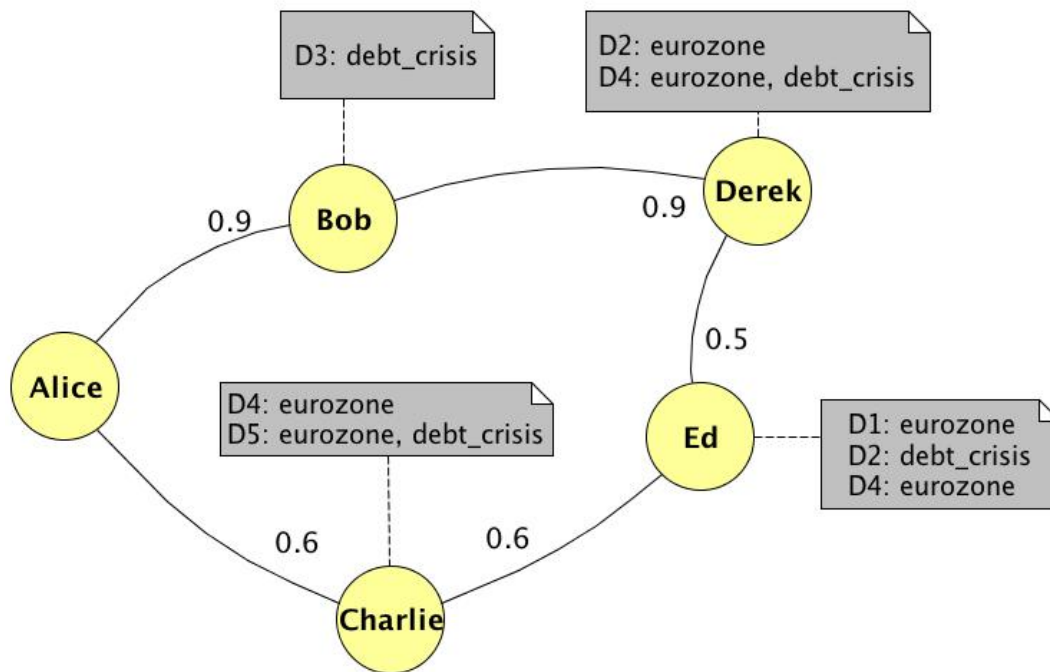 D3: debt_crisis
D2: eurozone
D4: eurozone, debt_crisis
Bob
Derek
0.9
0.9
0.5
Alice
D4: eurozone
D5: eurozone, debt_crisis
Ed
D1: eurozone
D2: debt_crisis
D4: eurozone
0.6
0.6
Charlie